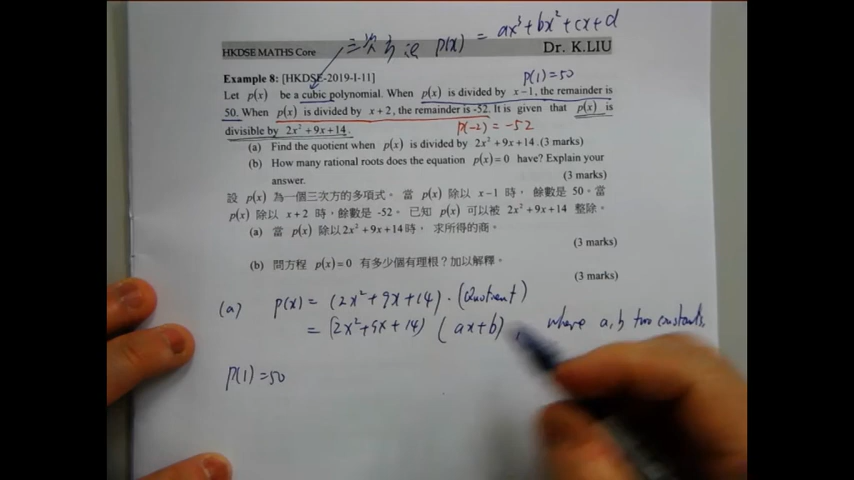 三次多項 p(x) = ax³+bx²+cx+d
HKDSE MATHS Core Dr. K.LIU
Example 8: [HKDSE-2019-I-11] p(1)=50
Let p(x) be a cubic polynomial. When p(x) is divided by x−1, the remainder is
50. When p(x) is divided by x+2, the remainder is -52. It is given that p(x) is
divisible by 2x²+9x+14. p(-2) = -52
(a) Find the quotient when p(x) is divided by 2x²+9x+14. (3 marks)
(b) How many rational roots does the equation p(x)=0 have? Explain your
answer. (3 marks)
設 p(x) 為一個三次方的多項式。當 p(x) 除以 x−1 時，餘數是 50。當
p(x) 除以 x+2 時，餘數是 -52。已知 p(x) 可以被 2x²+9x+14 整除。
(a) 當 p(x) 除以2x²+9x+14時，求所得的商。
(3 marks)
(b) 問方程 p(x)=0 有多少個有理根？加以解釋。
(3 marks)
(a) p(x) = (2x²+9x+14)·(Quotient)
= (2x²+9x+14) (ax+b), where a,b two constants.
p(1)=50